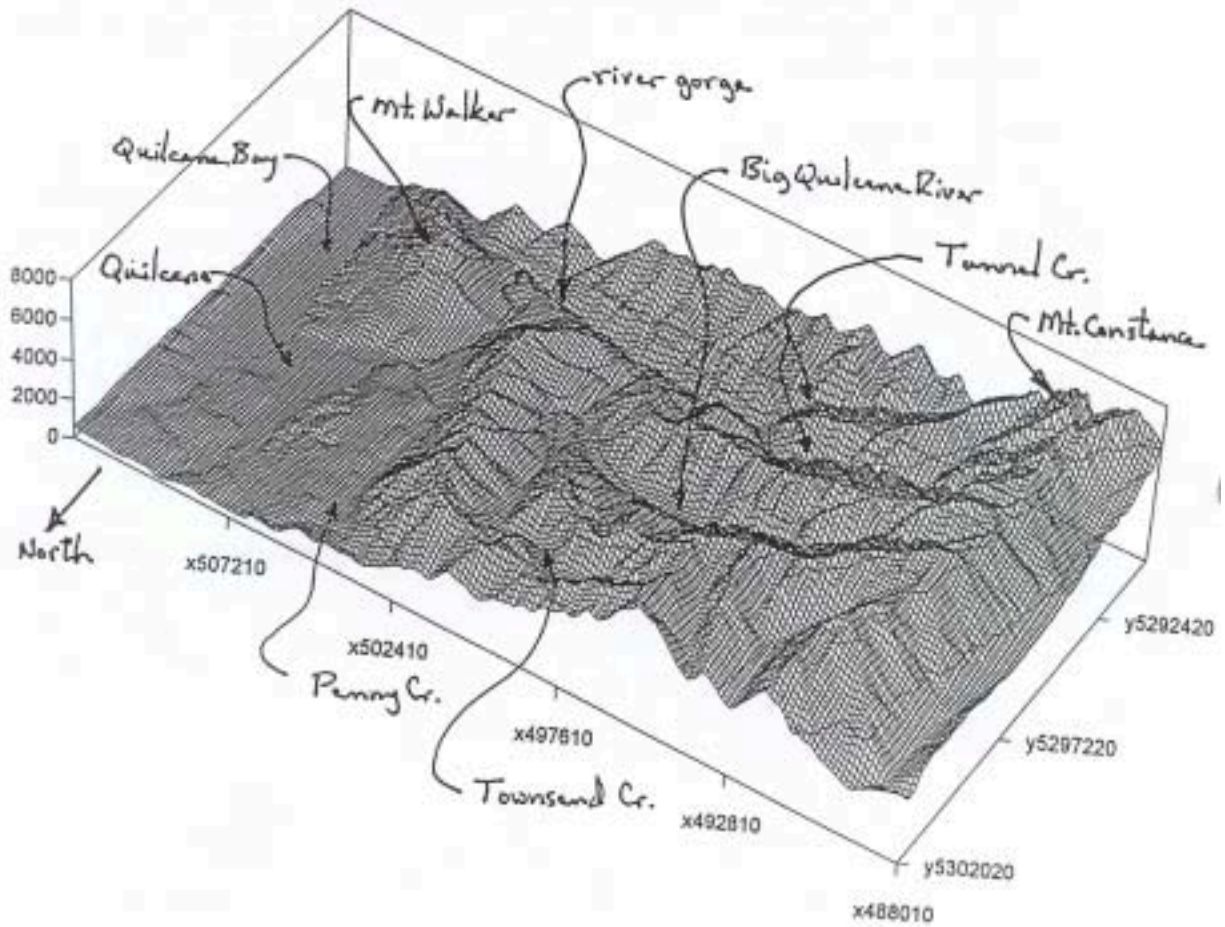 river gorge
Mt. Walker
Quilcene Bay
Big Quilcene River
Tunnel Cr.
Quilcene
Mt. Constance
8000
6000
4000
2000
0
North
x507210
x502410
x497610
x492810
x488010
y5292420
y5297220
y5302020
Penny Cr.
Townsend Cr.